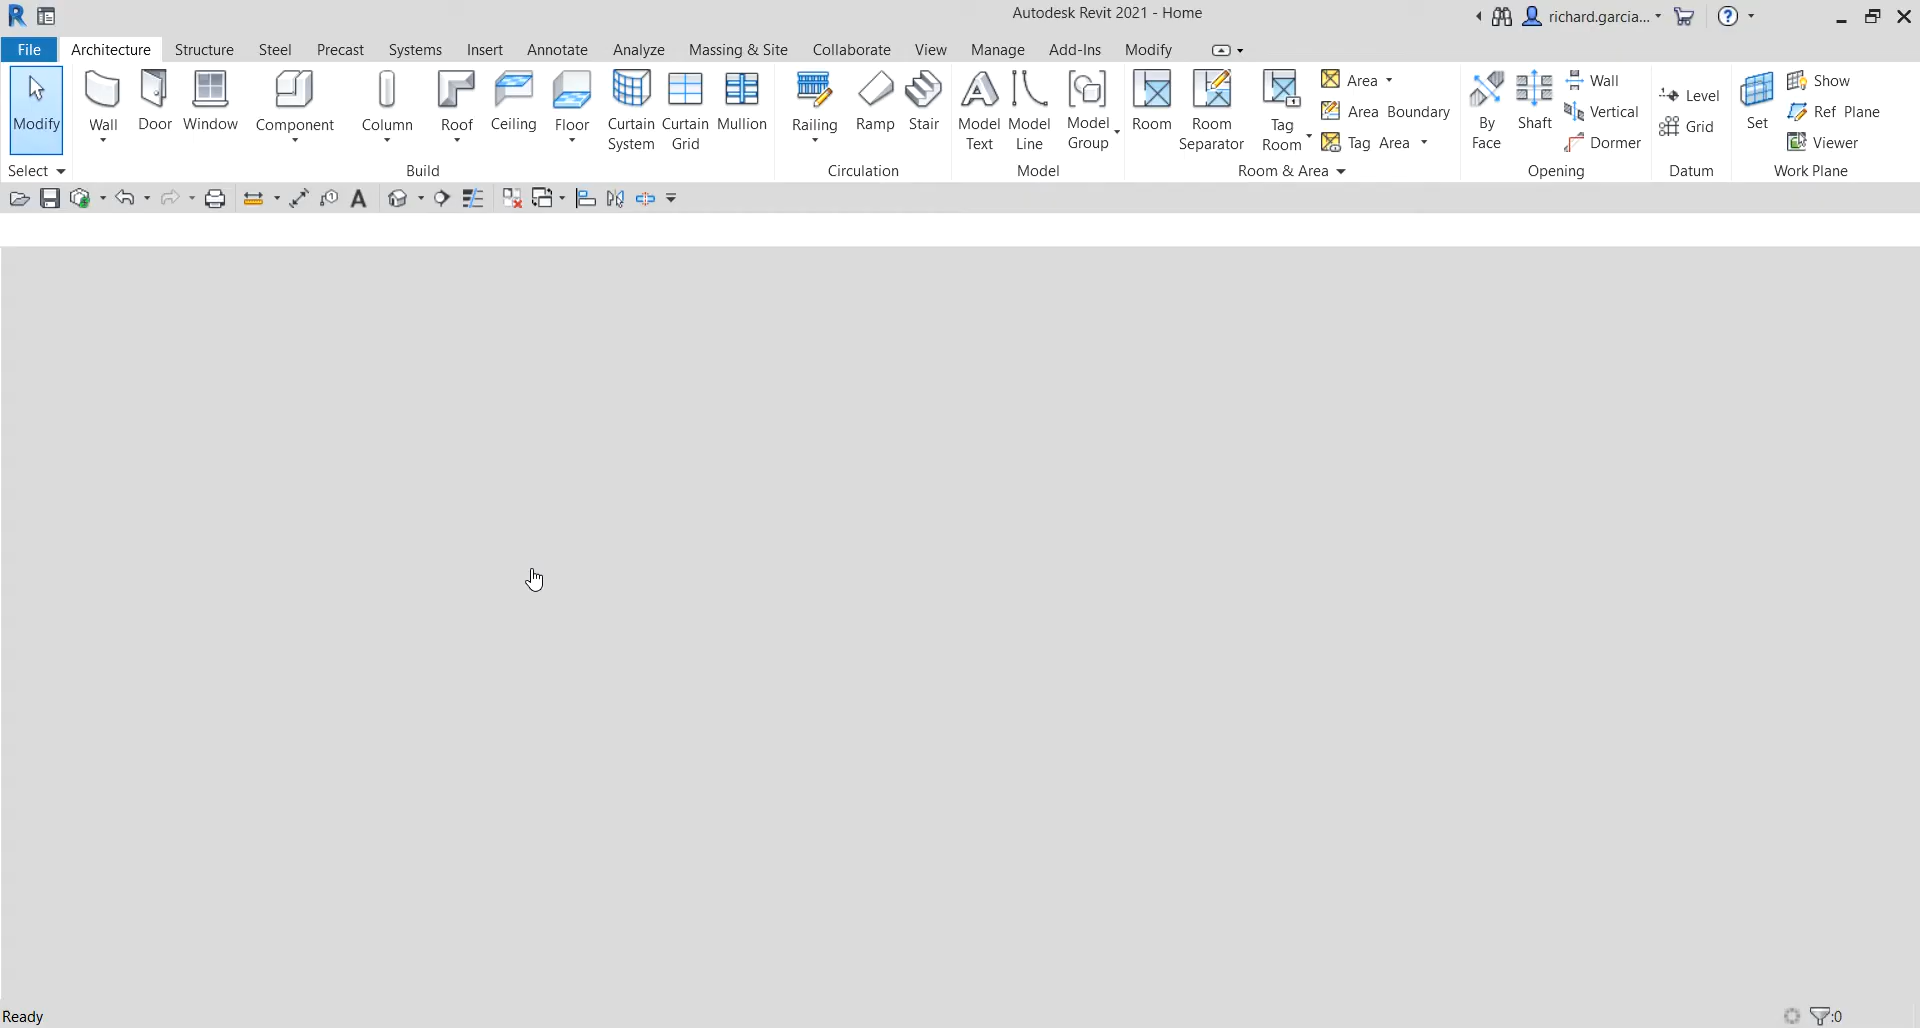 Autodesk Revit 2021 - Home
richard.garcia...
File Architecture Structure Steel Precast Systems Insert Annotate Analyze Massing & Site Collaborate View Manage Add-Ins Modify
Modify
Wall
Door
Window
Component
Column
Roof
Ceiling
Floor
Curtain
System
Curtain
Grid
Mullion
Railing
Ramp
Stair
Model
Text
Model
Line
Model
Group
Room
Room
Separator
Tag
Room
Area
Area Boundary
Tag Area
By
Face
Shaft
Wall
Vertical
Dormer
Level
Grid
Set
Show
Ref Plane
Viewer
Select Build Circulation Model Room & Area Opening Datum Work Plane
Ready
:0